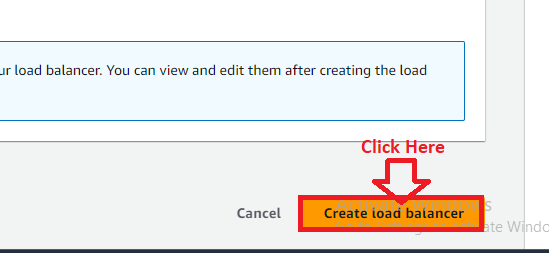 ur load balancer. You can view and edit them after creating the load
Click Here
Cancel
Create load balancer